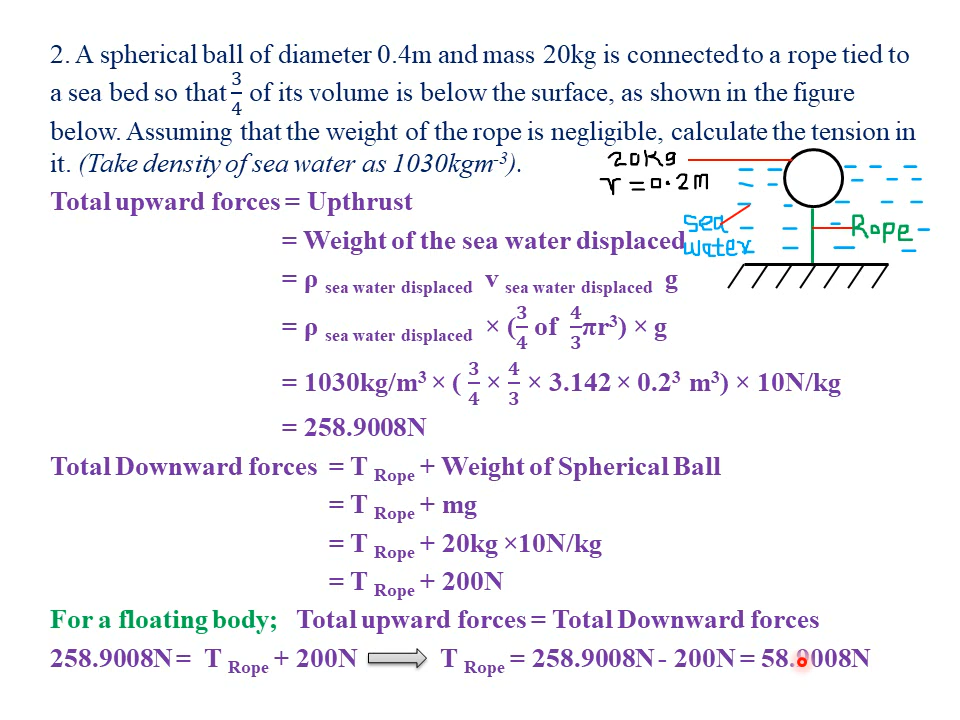 2. A spherical ball of diameter 0.4m and mass 20kg is connected to a rope tied to
a sea bed so that 3/4 of its volume is below the surface, as shown in the figure
below. Assuming that the weight of the rope is negligible, calculate the tension in
it. (Take density of sea water as 1030kgm⁻³).
20Kg
r = 0.2m
Total upward forces = Upthrust
= Weight of the sea water displaced
sea water
Rope
= ρ sea water displaced v sea water displaced g
= ρ sea water displaced × (3/4 of 4/3πr³) × g
= 1030kg/m³ × ( 3/4 × 4/3 × 3.142 × 0.2³ m³) × 10N/kg
= 258.9008N
Total Downward forces = T Rope + Weight of Spherical Ball
= T Rope + mg
= T Rope + 20kg ×10N/kg
= T Rope + 200N
For a floating body; Total upward forces = Total Downward forces
258.9008N = T Rope + 200N ⇒ T Rope = 258.9008N - 200N = 58.9008N